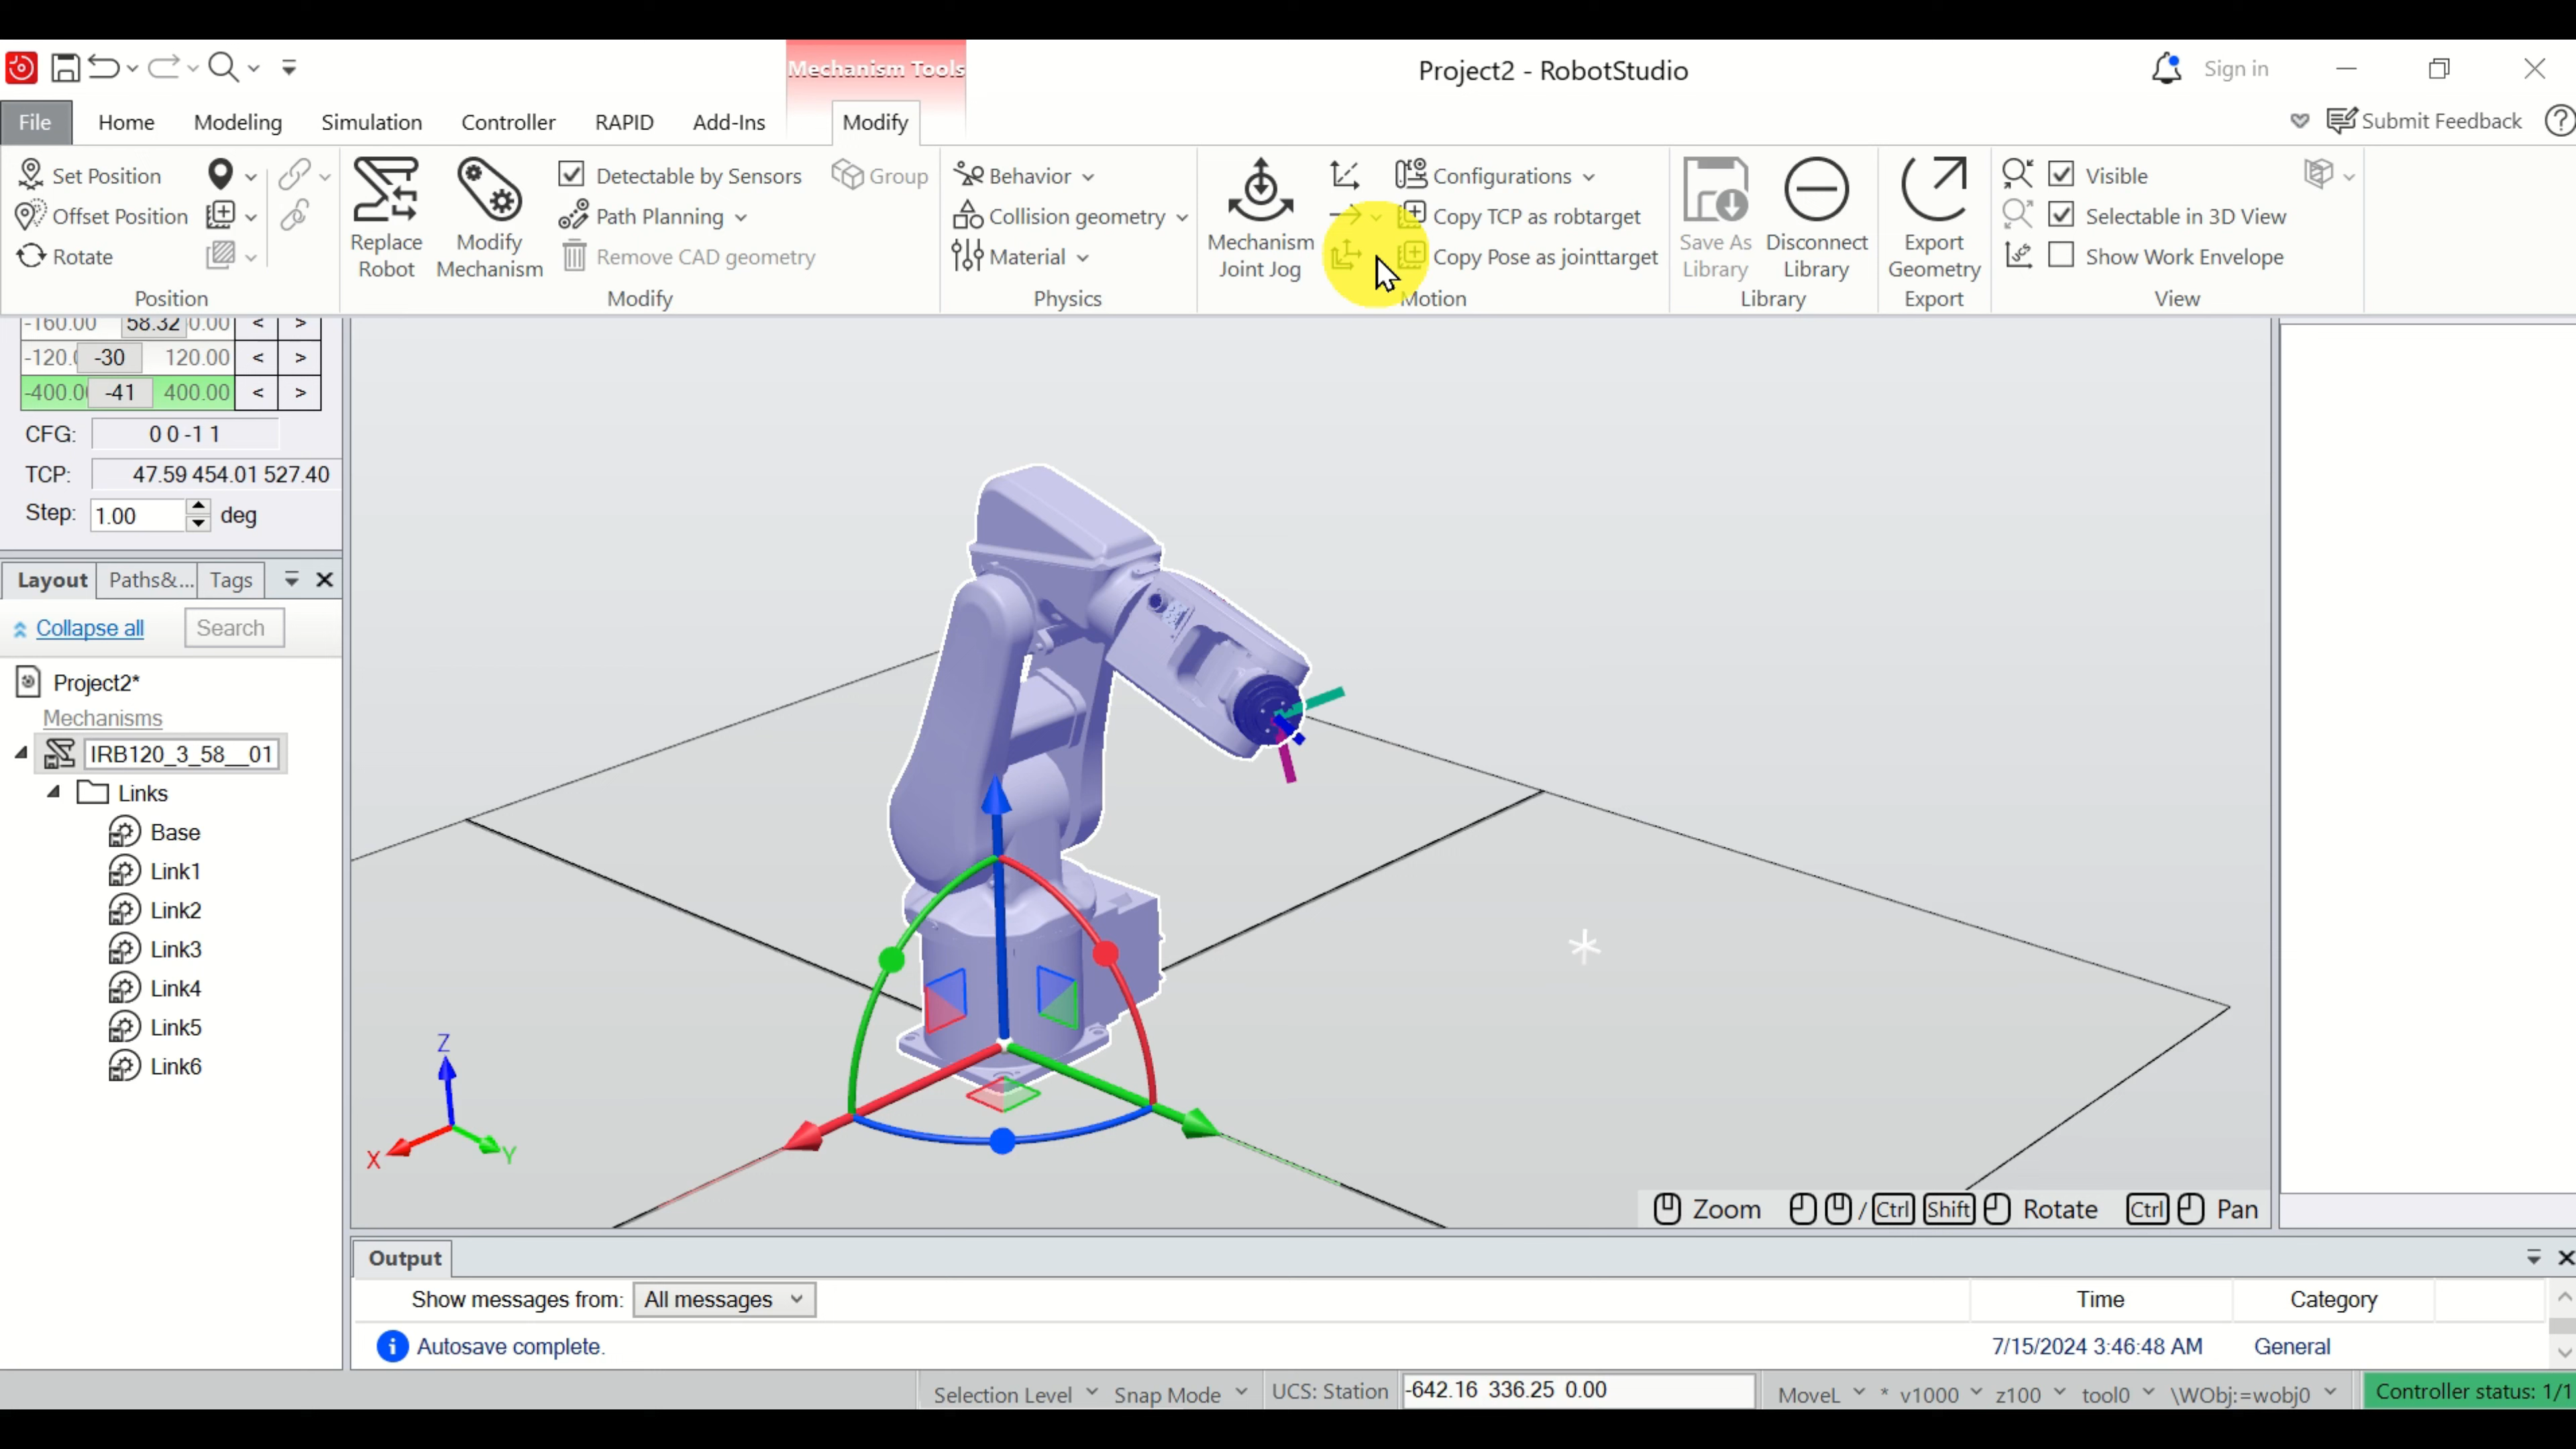 Mechanism Tools
Project2 - RobotStudio
Sign in
File Home Modeling Simulation Controller RAPID Add-Ins Modify
Submit Feedback
Set Position
Offset Position
Rotate
Position
Replace Robot
Modify Mechanism
Detectable by Sensors
Path Planning
Remove CAD geometry
Group
Modify
Behavior
Collision geometry
Material
Physics
Mechanism Joint Jog
Configurations
Copy TCP as robtarget
Copy Pose as jointtarget
Motion
Save As Library
Disconnect Library
Library
Export Geometry
Export
Visible
Selectable in 3D View
Show Work Envelope
View
-160.00 58.32 0.00 < >
-120.0 -30 120.00 < >
-400.00 -41 400.00 < >
CFG: 0 0 -1 1
TCP: 47.59 454.01 527.40
Step: 1.00 deg
Layout Paths&... Tags
Collapse all Search
Project2*
Mechanisms
IRB120_3_58__01
Links
Base
Link1
Link2
Link3
Link4
Link5
Link6
Z
X
Y
Zoom / Ctrl Shift Rotate Ctrl Pan
Output
Show messages from: All messages Time Category
i Autosave complete. 7/15/2024 3:46:48 AM General
Selection Level Snap Mode UCS: Station -642.16 336.25 0.00 MoveL * v1000 z100 tool0 \WObj:=wobj0 Controller status: 1/1